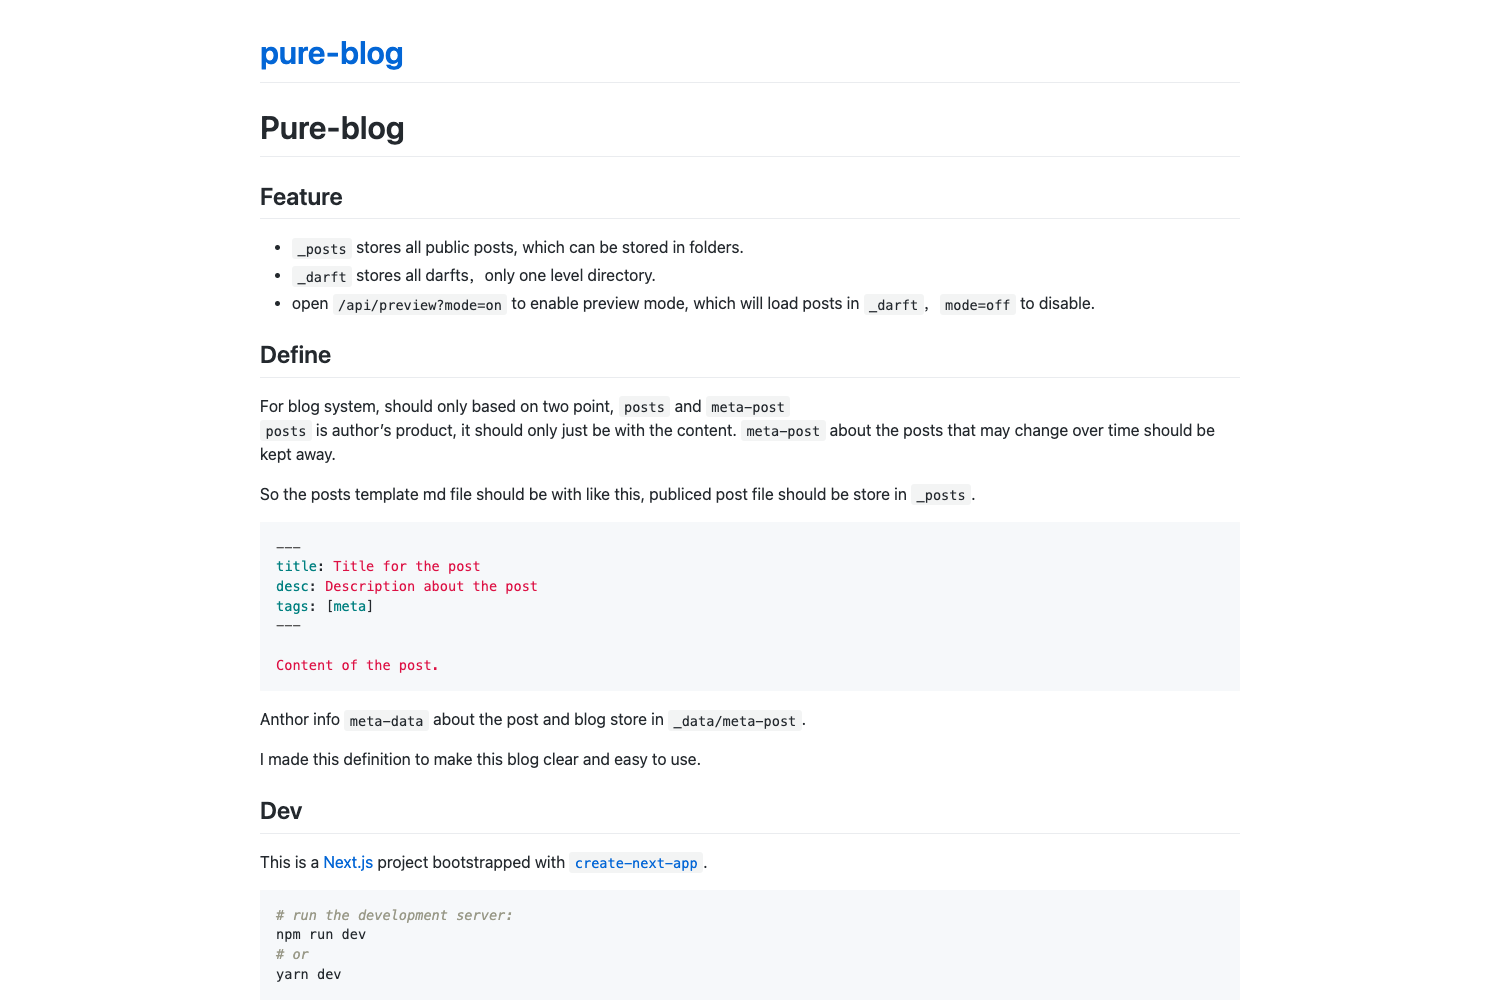 pure-blog
Pure-blog
Feature
_posts stores all public posts, which can be stored in folders.
_darft stores all darfts，only one level directory.
open /api/preview?mode=on to enable preview mode, which will load posts in _darft， mode=off to disable.
Define
For blog system, should only based on two point, posts and meta-post
posts is author’s product, it should only just be with the content. meta-post about the posts that may change over time should be
kept away.
So the posts template md file should be with like this, publiced post file should be store in _posts.
---
title: Title for the post
desc: Description about the post
tags: [meta]
---
Content of the post.
Anthor info meta-data about the post and blog store in _data/meta-post.
I made this definition to make this blog clear and easy to use.
Dev
This is a Next.js project bootstrapped with create-next-app.
# run the development server:
npm run dev
# or
yarn dev